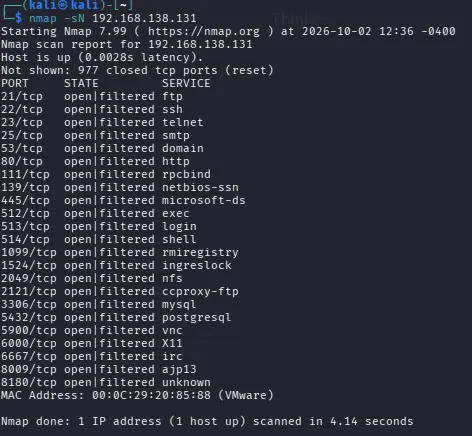 (kali㉿kali)-[~]
$ nmap -sN 192.168.138.131
Starting Nmap 7.99 ( https://nmap.org ) at 2026-10-02 12:36 -0400
Nmap scan report for 192.168.138.131
Host is up (0.0028s latency).
Not shown: 977 closed tcp ports (reset)
PORT     STATE         SERVICE
21/tcp   open|filtered ftp
22/tcp   open|filtered ssh
23/tcp   open|filtered telnet
25/tcp   open|filtered smtp
53/tcp   open|filtered domain
80/tcp   open|filtered http
111/tcp  open|filtered rpcbind
139/tcp  open|filtered netbios-ssn
445/tcp  open|filtered microsoft-ds
512/tcp  open|filtered exec
513/tcp  open|filtered login
514/tcp  open|filtered shell
1099/tcp open|filtered rmiregistry
1524/tcp open|filtered ingreslock
2049/tcp open|filtered nfs
2121/tcp open|filtered ccproxy-ftp
3306/tcp open|filtered mysql
5432/tcp open|filtered postgresql
5900/tcp open|filtered vnc
6000/tcp open|filtered X11
6667/tcp open|filtered irc
8009/tcp open|filtered ajp13
8180/tcp open|filtered unknown
MAC Address: 00:0C:29:20:85:88 (VMware)
Nmap done: 1 IP address (1 host up) scanned in 4.14 seconds